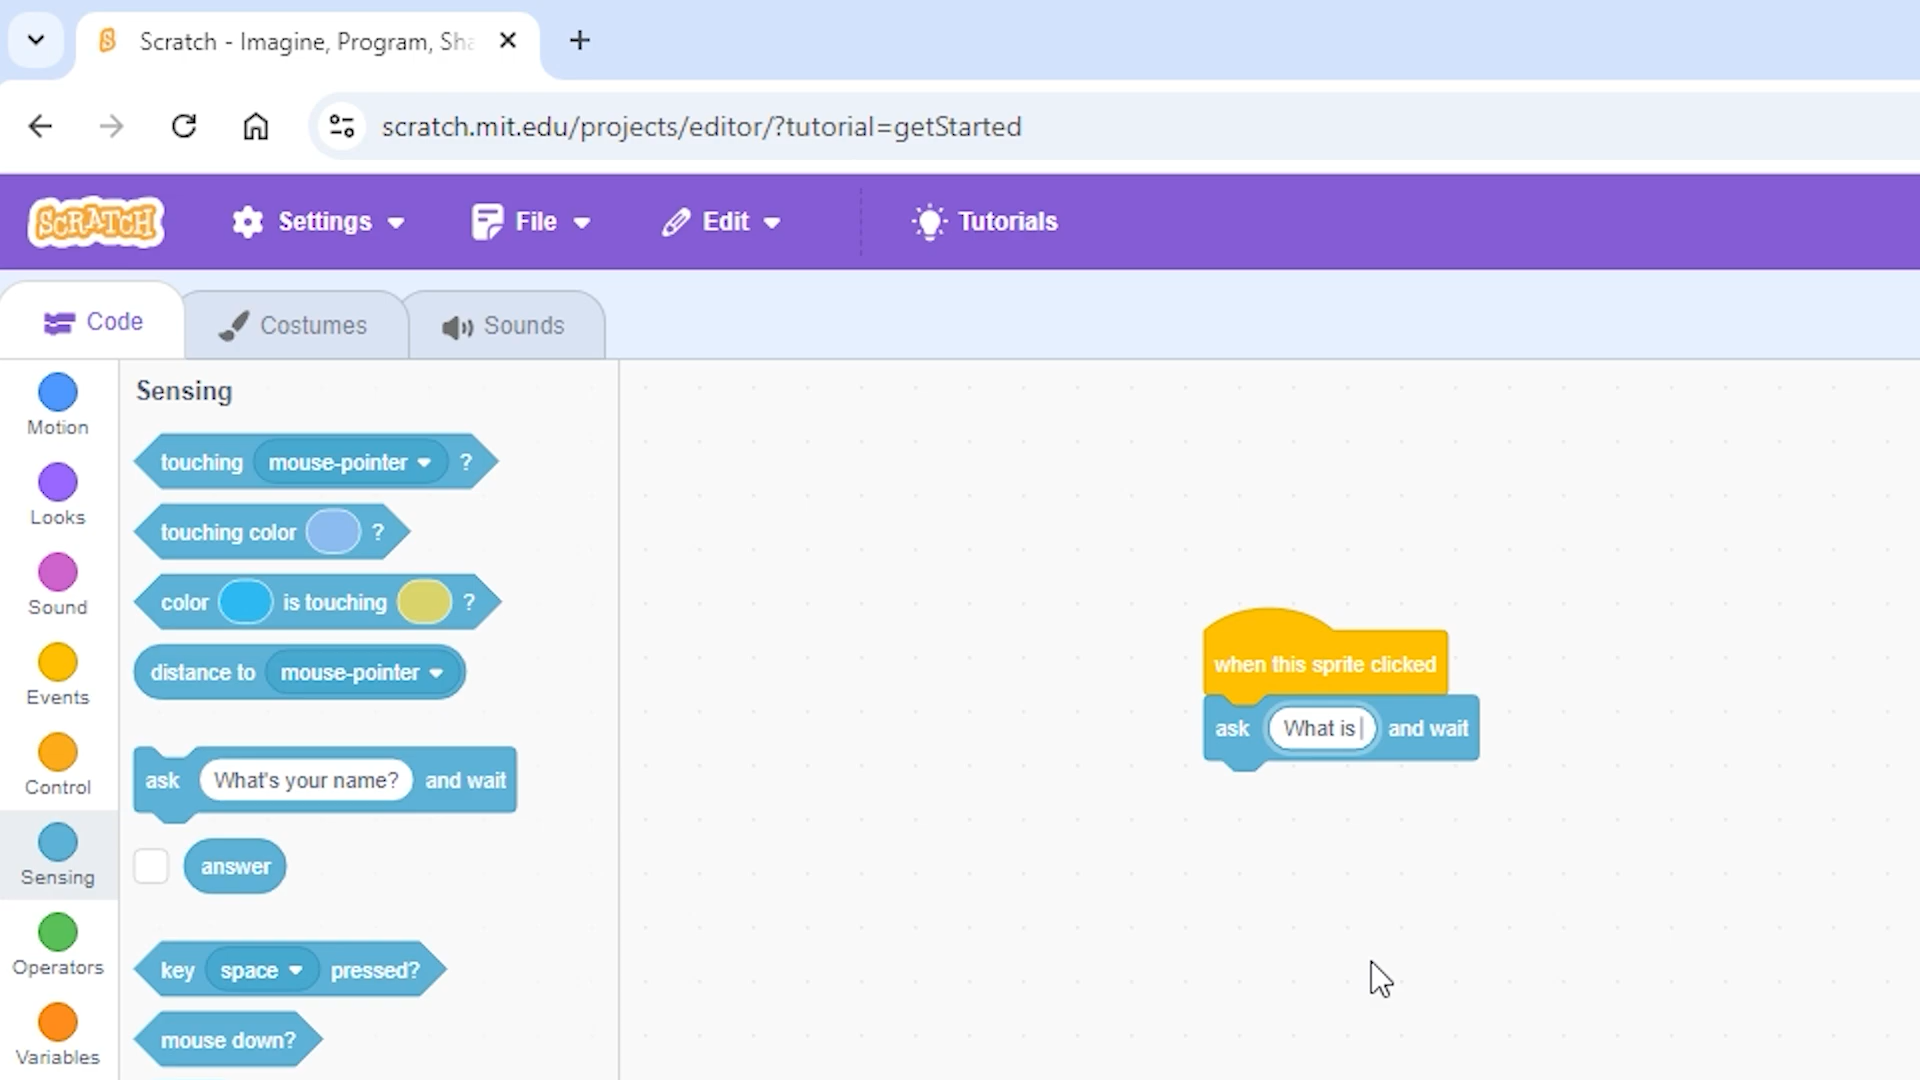 Scratch - Imagine, Program, Sha
scratch.mit.edu/projects/editor/?tutorial=getStarted
SCRATCH Settings File Edit Tutorials
Code Costumes Sounds
Motion
Looks
Sound
Events
Control
Sensing
Operators
Variables
Sensing
touching mouse-pointer ?
touching color ?
color is touching ?
distance to mouse-pointer
ask What's your name? and wait
answer
key space pressed?
mouse down?
when this sprite clicked
ask What is and wait